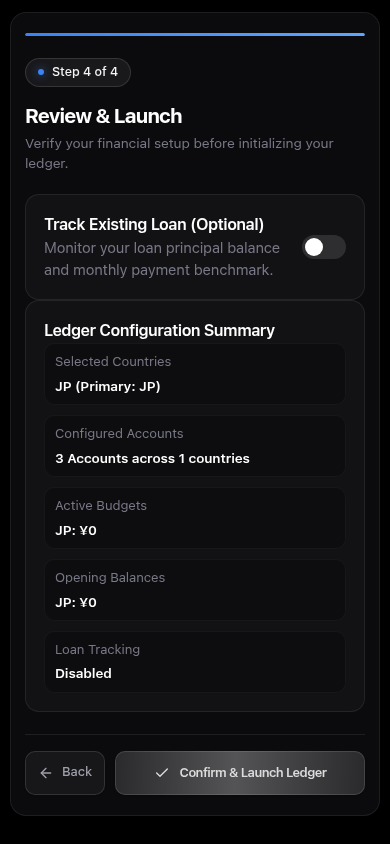 Step 4 of 4
Review & Launch
Verify your financial setup before initializing your
ledger.
Track Existing Loan (Optional)
Monitor your loan principal balance
and monthly payment benchmark.
Ledger Configuration Summary
Selected Countries
JP (Primary: JP)
Configured Accounts
3 Accounts across 1 countries
Active Budgets
JP: ¥0
Opening Balances
JP: ¥0
Loan Tracking
Disabled
Back
Confirm & Launch Ledger